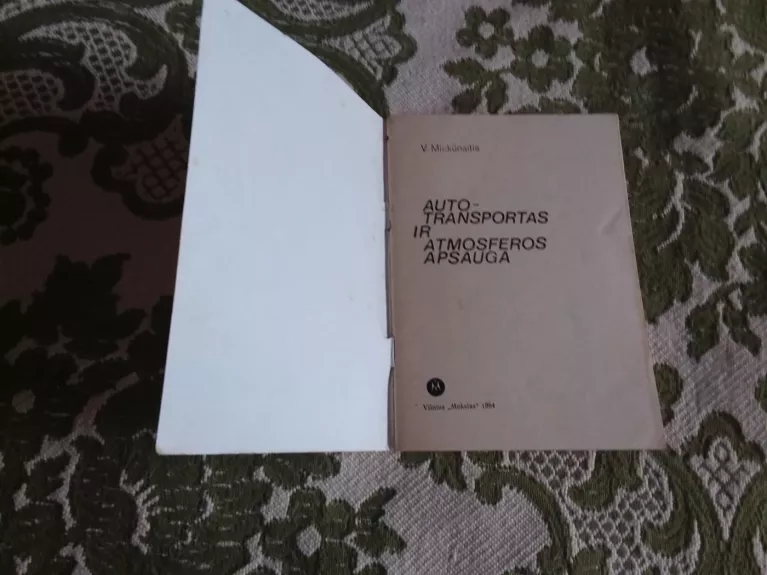 V. Mickūnaitis
AUTO-
TRANSPORTAS
IR
ATMOSFEROS
APSAUGA
M
Vilnius „Mokslas“ 1984